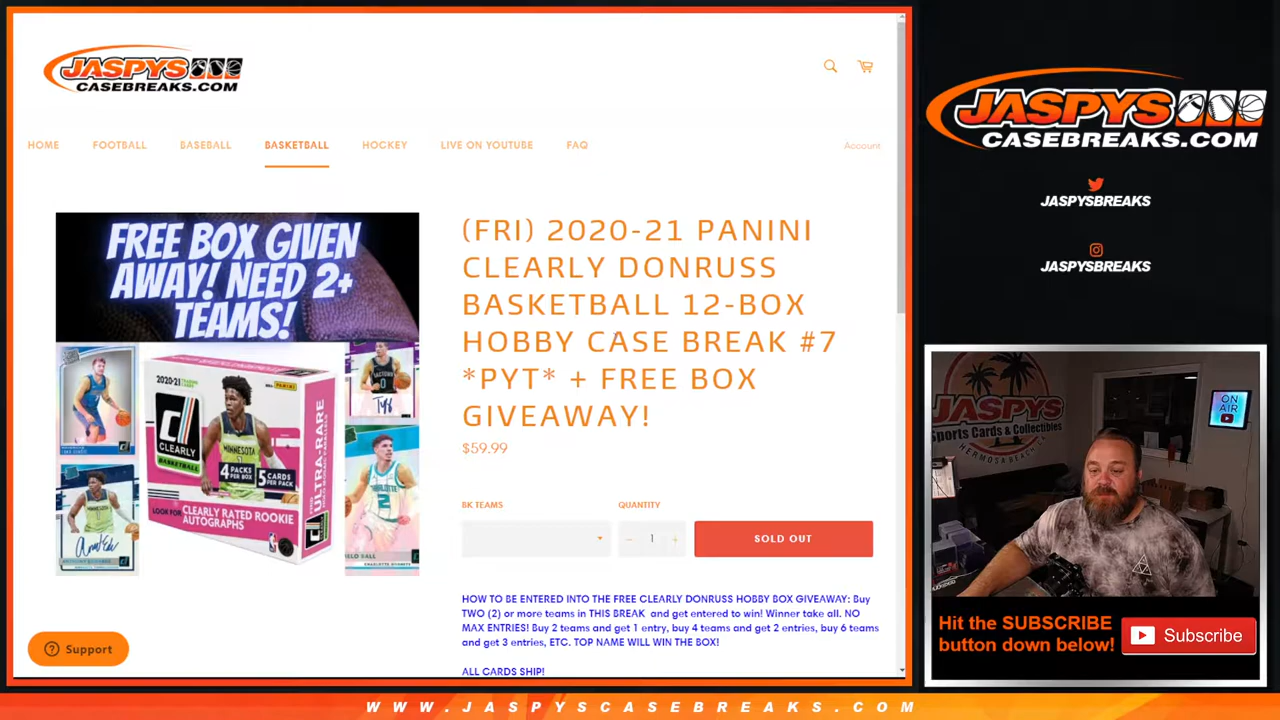 JASPYS
CASEBREAKS.COM
HOME
FOOTBALL
BASEBALL
BASKETBALL
HOCKEY
LIVE ON YOUTUBE
FAQ
Account
FREE BOX GIVEN
AWAY! NEED 2+
TEAMS!
2020-21
PANINI
CLEARLY
BASKETBALL
MINNESOTA
4 PACKS
PER BOX
5 CARDS
PER PACK
ULTRA-RARE
LOOK FOR CLEARLY RATED ROOKIE
AUTOGRAPHS
(FRI) 2020-21 PANINI
CLEARLY DONRUSS
BASKETBALL 12-BOX
HOBBY CASE BREAK #7
*PYT* + FREE BOX
GIVEAWAY!
$59.99
BK TEAMS
QUANTITY
− 1 +
SOLD OUT
HOW TO BE ENTERED INTO THE FREE CLEARLY DONRUSS HOBBY BOX GIVEAWAY: Buy
TWO (2) or more teams in THIS BREAK and get entered to win! Winner take all. NO
MAX ENTRIES! Buy 2 teams and get 1 entry, buy 4 teams and get 2 entries, buy 6 teams
and get 3 entries, ETC. TOP NAME WILL WIN THE BOX!
ALL CARDS SHIP!
Support
JASPYS
CASEBREAKS.COM
JASPYSBREAKS
JASPYSBREAKS
JASPYS
Sports Cards & Collectibles
HERMOSA BEACH
ON
AIR
Hit the SUBSCRIBE
button down below!
Subscribe
WWW.JASPYSCASEBREAKS.COM